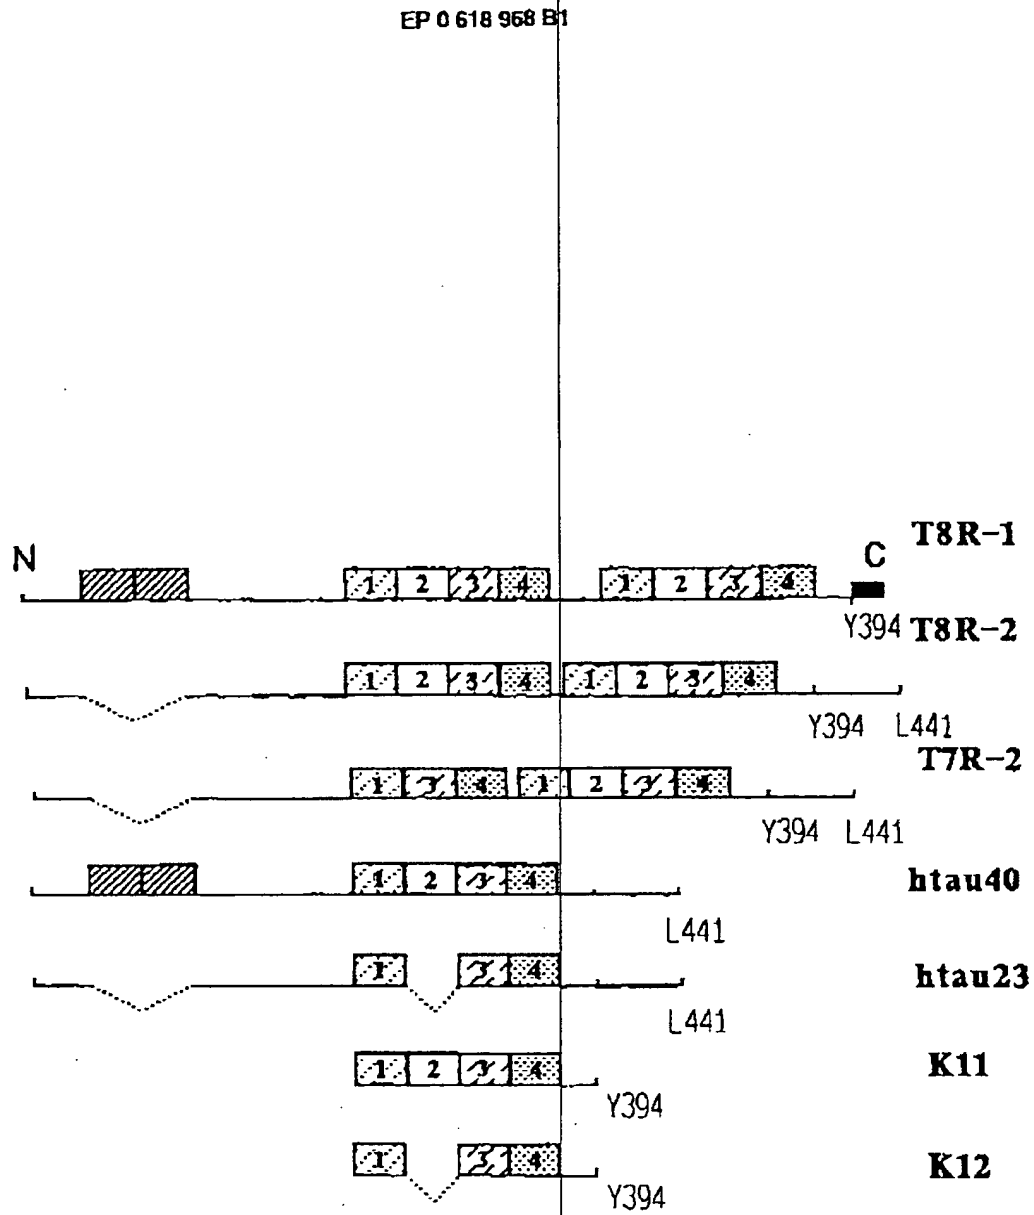 EP 0 618 968 B1
T8R-1
N C
1 2 3 4 1 2 3 4
Y394 T8R-2
1 2 3 4 1 2 3 4
Y394 L441
T7R-2
1 3 4 1 2 3 4
Y394 L441
1 2 3 4 htau40
L441
1 3 4 htau23
L441
1 2 3 4 K11
Y394
1 3 4 K12
Y394